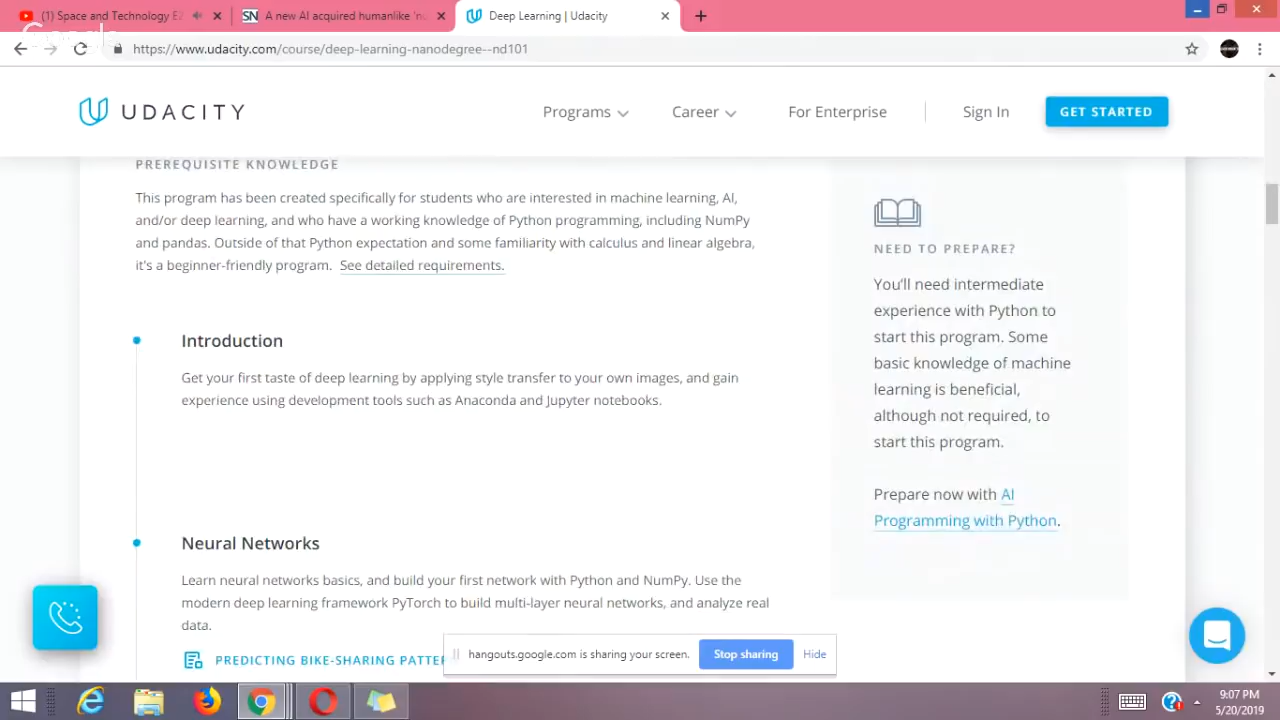 (1) Space and Technology E2
A new AI acquired humanlike 'nu
Deep Learning | Udacity
Google
https://www.udacity.com/course/deep-learning-nanodegree--nd101
UDACITY
Programs
Career
For Enterprise
Sign In
GET STARTED
PREREQUISITE KNOWLEDGE
This program has been created specifically for students who are interested in machine learning, AI,
and/or deep learning, and who have a working knowledge of Python programming, including NumPy
and pandas. Outside of that Python expectation and some familiarity with calculus and linear algebra,
it's a beginner-friendly program. See detailed requirements.
Introduction
Get your first taste of deep learning by applying style transfer to your own images, and gain
experience using development tools such as Anaconda and Jupyter notebooks.
Neural Networks
Learn neural networks basics, and build your first network with Python and NumPy. Use the
modern deep learning framework PyTorch to build multi-layer neural networks, and analyze real
data.
PREDICTING BIKE-SHARING PATTER
NEED TO PREPARE?
You'll need intermediate
experience with Python to
start this program. Some
basic knowledge of machine
learning is beneficial,
although not required, to
start this program.
Prepare now with AI
Programming with Python.
hangouts.google.com is sharing your screen.
Stop sharing
Hide
9:07 PM
5/20/2019